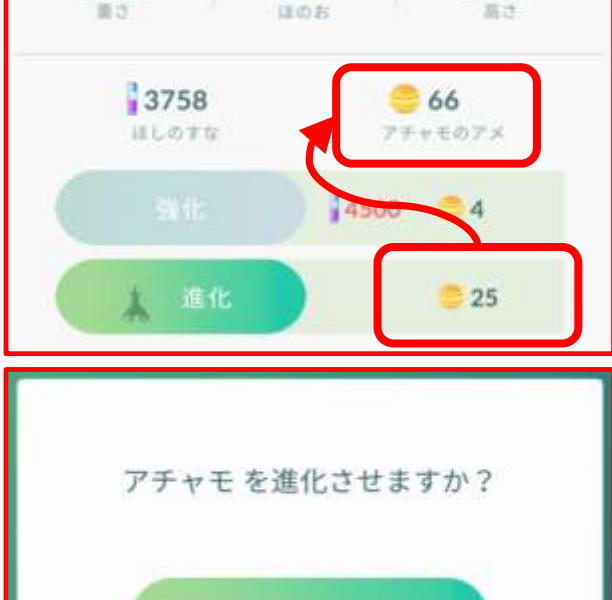 重さ ほのお 高さ
3758 66
ほしのすな アチャモのアメ
強化 4500 4
進化 25
アチャモ を進化させますか？